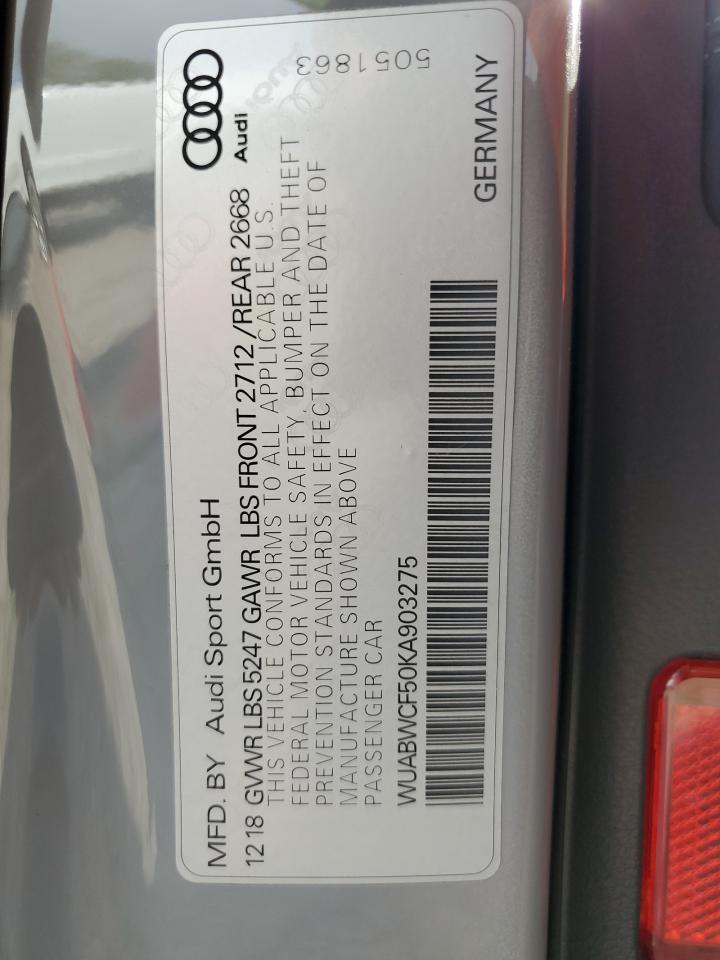 MFD. BY Audi Sport GmbH
12 18 GVWR LBS 5247 GAWR LBS FRONT 2712 /REAR 2668
THIS VEHICLE CONFORMS TO ALL APPLICABLE U.S.
FEDERAL MOTOR VEHICLE SAFETY, BUMPER AND THEFT
PREVENTION STANDARDS IN EFFECT ON THE DATE OF
MANUFACTURE SHOWN ABOVE
PASSENGER CAR
WUABWCF50KA903275
Audi
5051863
GERMANY